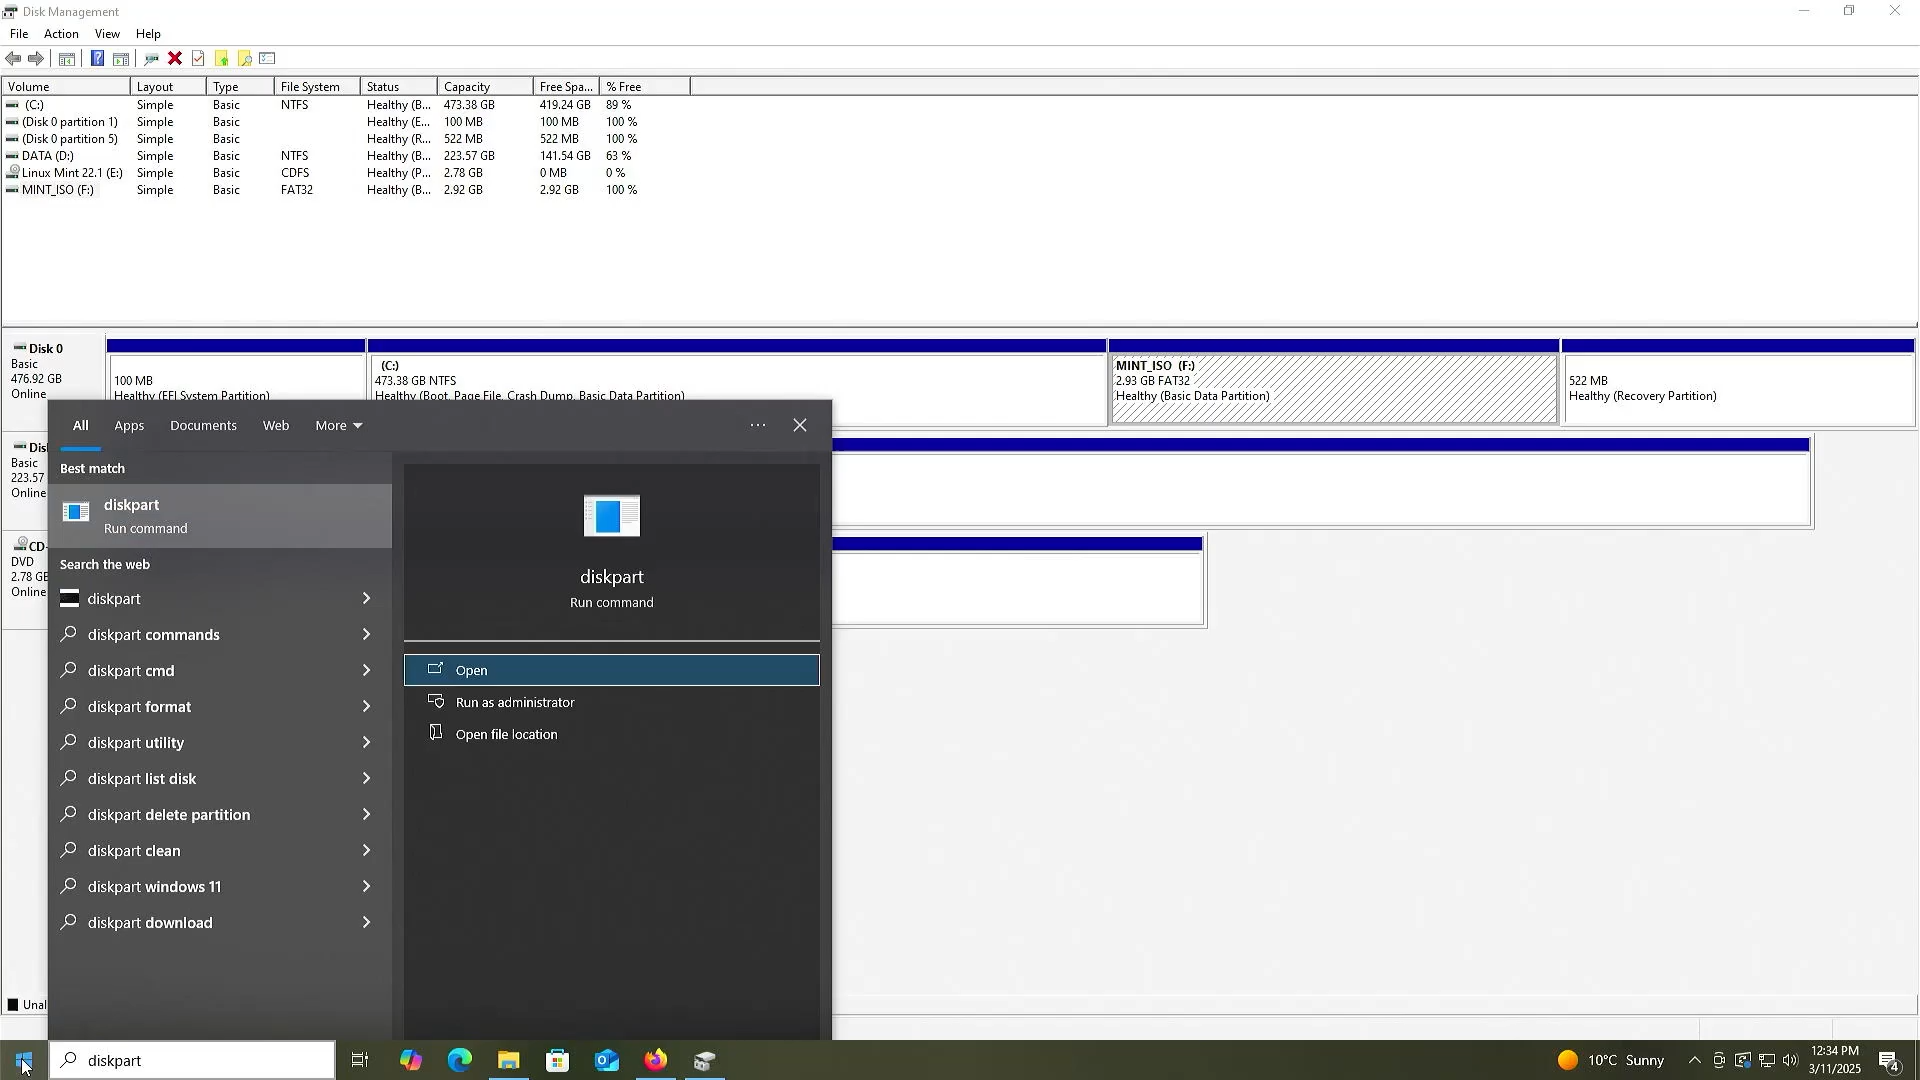 Disk Management
File Action View Help
Volume Layout Type File System Status Capacity Free Spa... % Free
(C:) Simple Basic NTFS Healthy (B... 473.38 GB 419.24 GB 89 %
(Disk 0 partition 1) Simple Basic Healthy (E... 100 MB 100 MB 100 %
(Disk 0 partition 5) Simple Basic Healthy (R... 522 MB 522 MB 100 %
DATA (D:) Simple Basic NTFS Healthy (B... 223.57 GB 141.54 GB 63 %
Linux Mint 22.1 (E:) Simple Basic CDFS Healthy (P... 2.78 GB 0 MB 0 %
MINT_ISO (F:) Simple Basic FAT32 Healthy (B... 2.92 GB 2.92 GB 100 %
Disk 0
Basic
476.92 GB
Online
100 MB
Healthy (EFI System Partition)
(C:)
473.38 GB NTFS
Healthy (Boot, Page File, Crash Dump, Basic Data Partition)
MINT_ISO (F:)
2.93 GB FAT32
Healthy (Basic Data Partition)
522 MB
Healthy (Recovery Partition)
Dis
Basic
223.57
Online
CD-
DVD
2.78 GB
Online
Unal
All Apps Documents Web More
Best match
diskpart
Run command
Search the web
diskpart
diskpart commands
diskpart cmd
diskpart format
diskpart utility
diskpart list disk
diskpart delete partition
diskpart clean
diskpart windows 11
diskpart download
diskpart
Run command
Open
Run as administrator
Open file location
diskpart
10°C Sunny
12:34 PM
3/11/2025
4